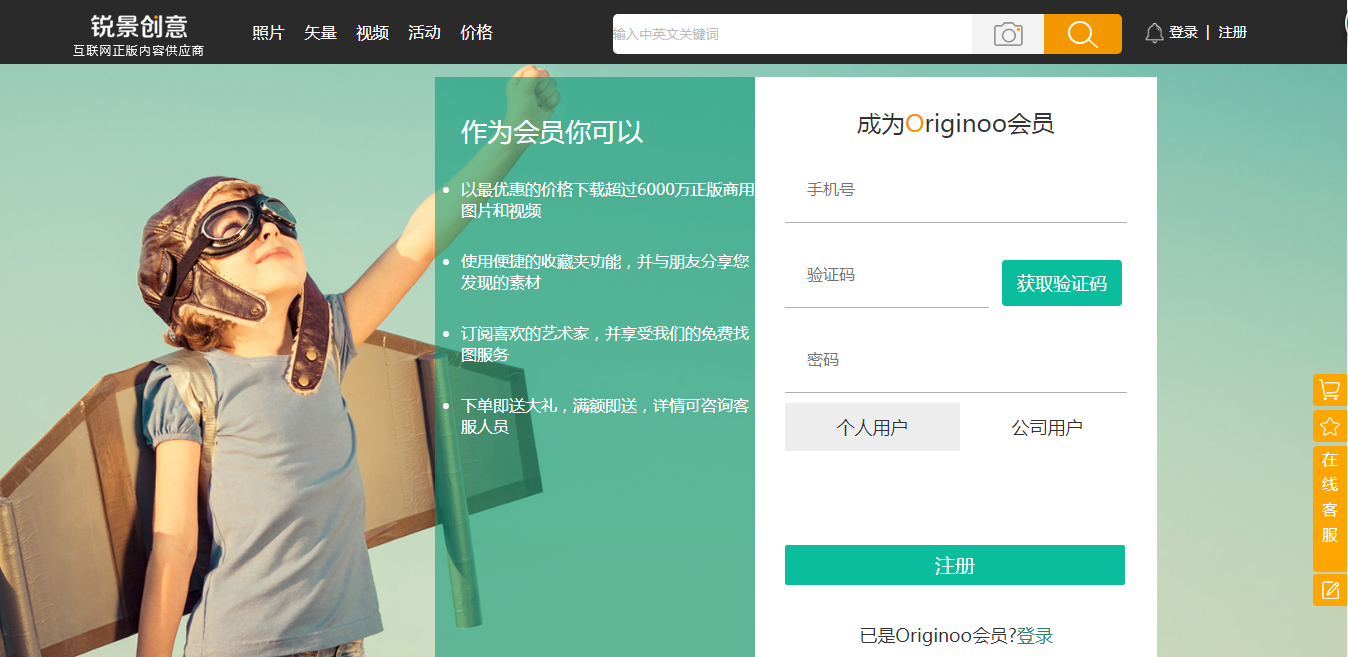 锐景创意
互联网正版内容供应商
照片 矢量 视频 活动 价格
输入中英文关键词
登录 | 注册
作为会员你可以
以最优惠的价格下载超过6000万正版商用
图片和视频
使用便捷的收藏夹功能，并与朋友分享您
发现的素材
订阅喜欢的艺术家，并享受我们的免费找
图服务
下单即送大礼，满额即送，详情可咨询客
服人员
成为Originoo会员
手机号
验证码
获取验证码
密码
个人用户 公司用户
注册
已是Originoo会员?登录
在
线
客
服